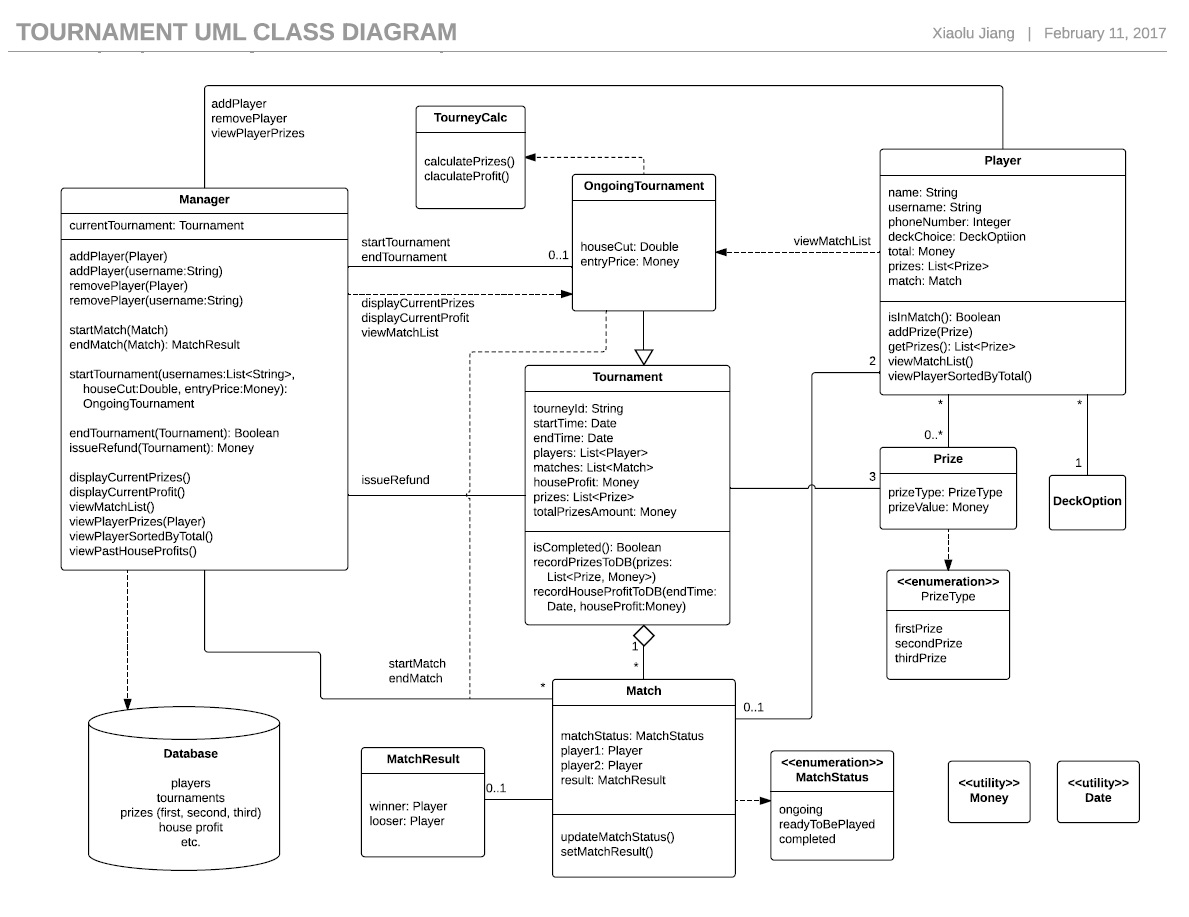 TOURNAMENT UML CLASS DIAGRAM
Xiaolu Jiang | February 11, 2017
addPlayer
removePlayer
viewPlayerPrizes
TourneyCalc
calculatePrizes()
claculateProfit()
OngoingTournament
houseCut: Double
entryPrice: Money
Player
name: String
username: String
phoneNumber: Integer
deckChoice: DeckOptiion
total: Money
prizes: List<Prize>
match: Match
isInMatch(): Boolean
addPrize(Prize)
getPrizes(): List<Prize>
viewMatchList()
viewPlayerSortedByTotal()
Manager
currentTournament: Tournament
addPlayer(Player)
addPlayer(username:String)
removePlayer(Player)
removePlayer(username:String)
startMatch(Match)
endMatch(Match): MatchResult
startTournament(usernames:List<String>,
houseCut:Double, entryPrice:Money):
OngoingTournament
endTournament(Tournament): Boolean
issueRefund(Tournament): Money
displayCurrentPrizes()
displayCurrentProfit()
viewMatchList()
viewPlayerPrizes(Player)
viewPlayerSortedByTotal()
viewPastHouseProfits()
startTournament
endTournament
0..1
displayCurrentPrizes
displayCurrentProfit
viewMatchList
viewMatchList
Tournament
tourneyId: String
startTime: Date
endTime: Date
players: List<Player>
matches: List<Match>
houseProfit: Money
prizes: List<Prize>
totalPrizesAmount: Money
isCompleted(): Boolean
recordPrizesToDB(prizes:
List<Prize, Money>)
recordHouseProfitToDB(endTime:
Date, houseProfit:Money)
issueRefund
2
*
*
0..*
1
3
Prize
prizeType: PrizeType
prizeValue: Money
DeckOption
<<enumeration>>
PrizeType
firstPrize
secondPrize
thirdPrize
1
*
startMatch
endMatch
*
0..1
Match
matchStatus: MatchStatus
player1: Player
player2: Player
result: MatchResult
updateMatchStatus()
setMatchResult()
Database
players
tournaments
prizes (first, second, third)
house profit
etc.
MatchResult
winner: Player
looser: Player
0..1
<<enumeration>>
MatchStatus
ongoing
readyToBePlayed
completed
<<utility>>
Money
<<utility>>
Date